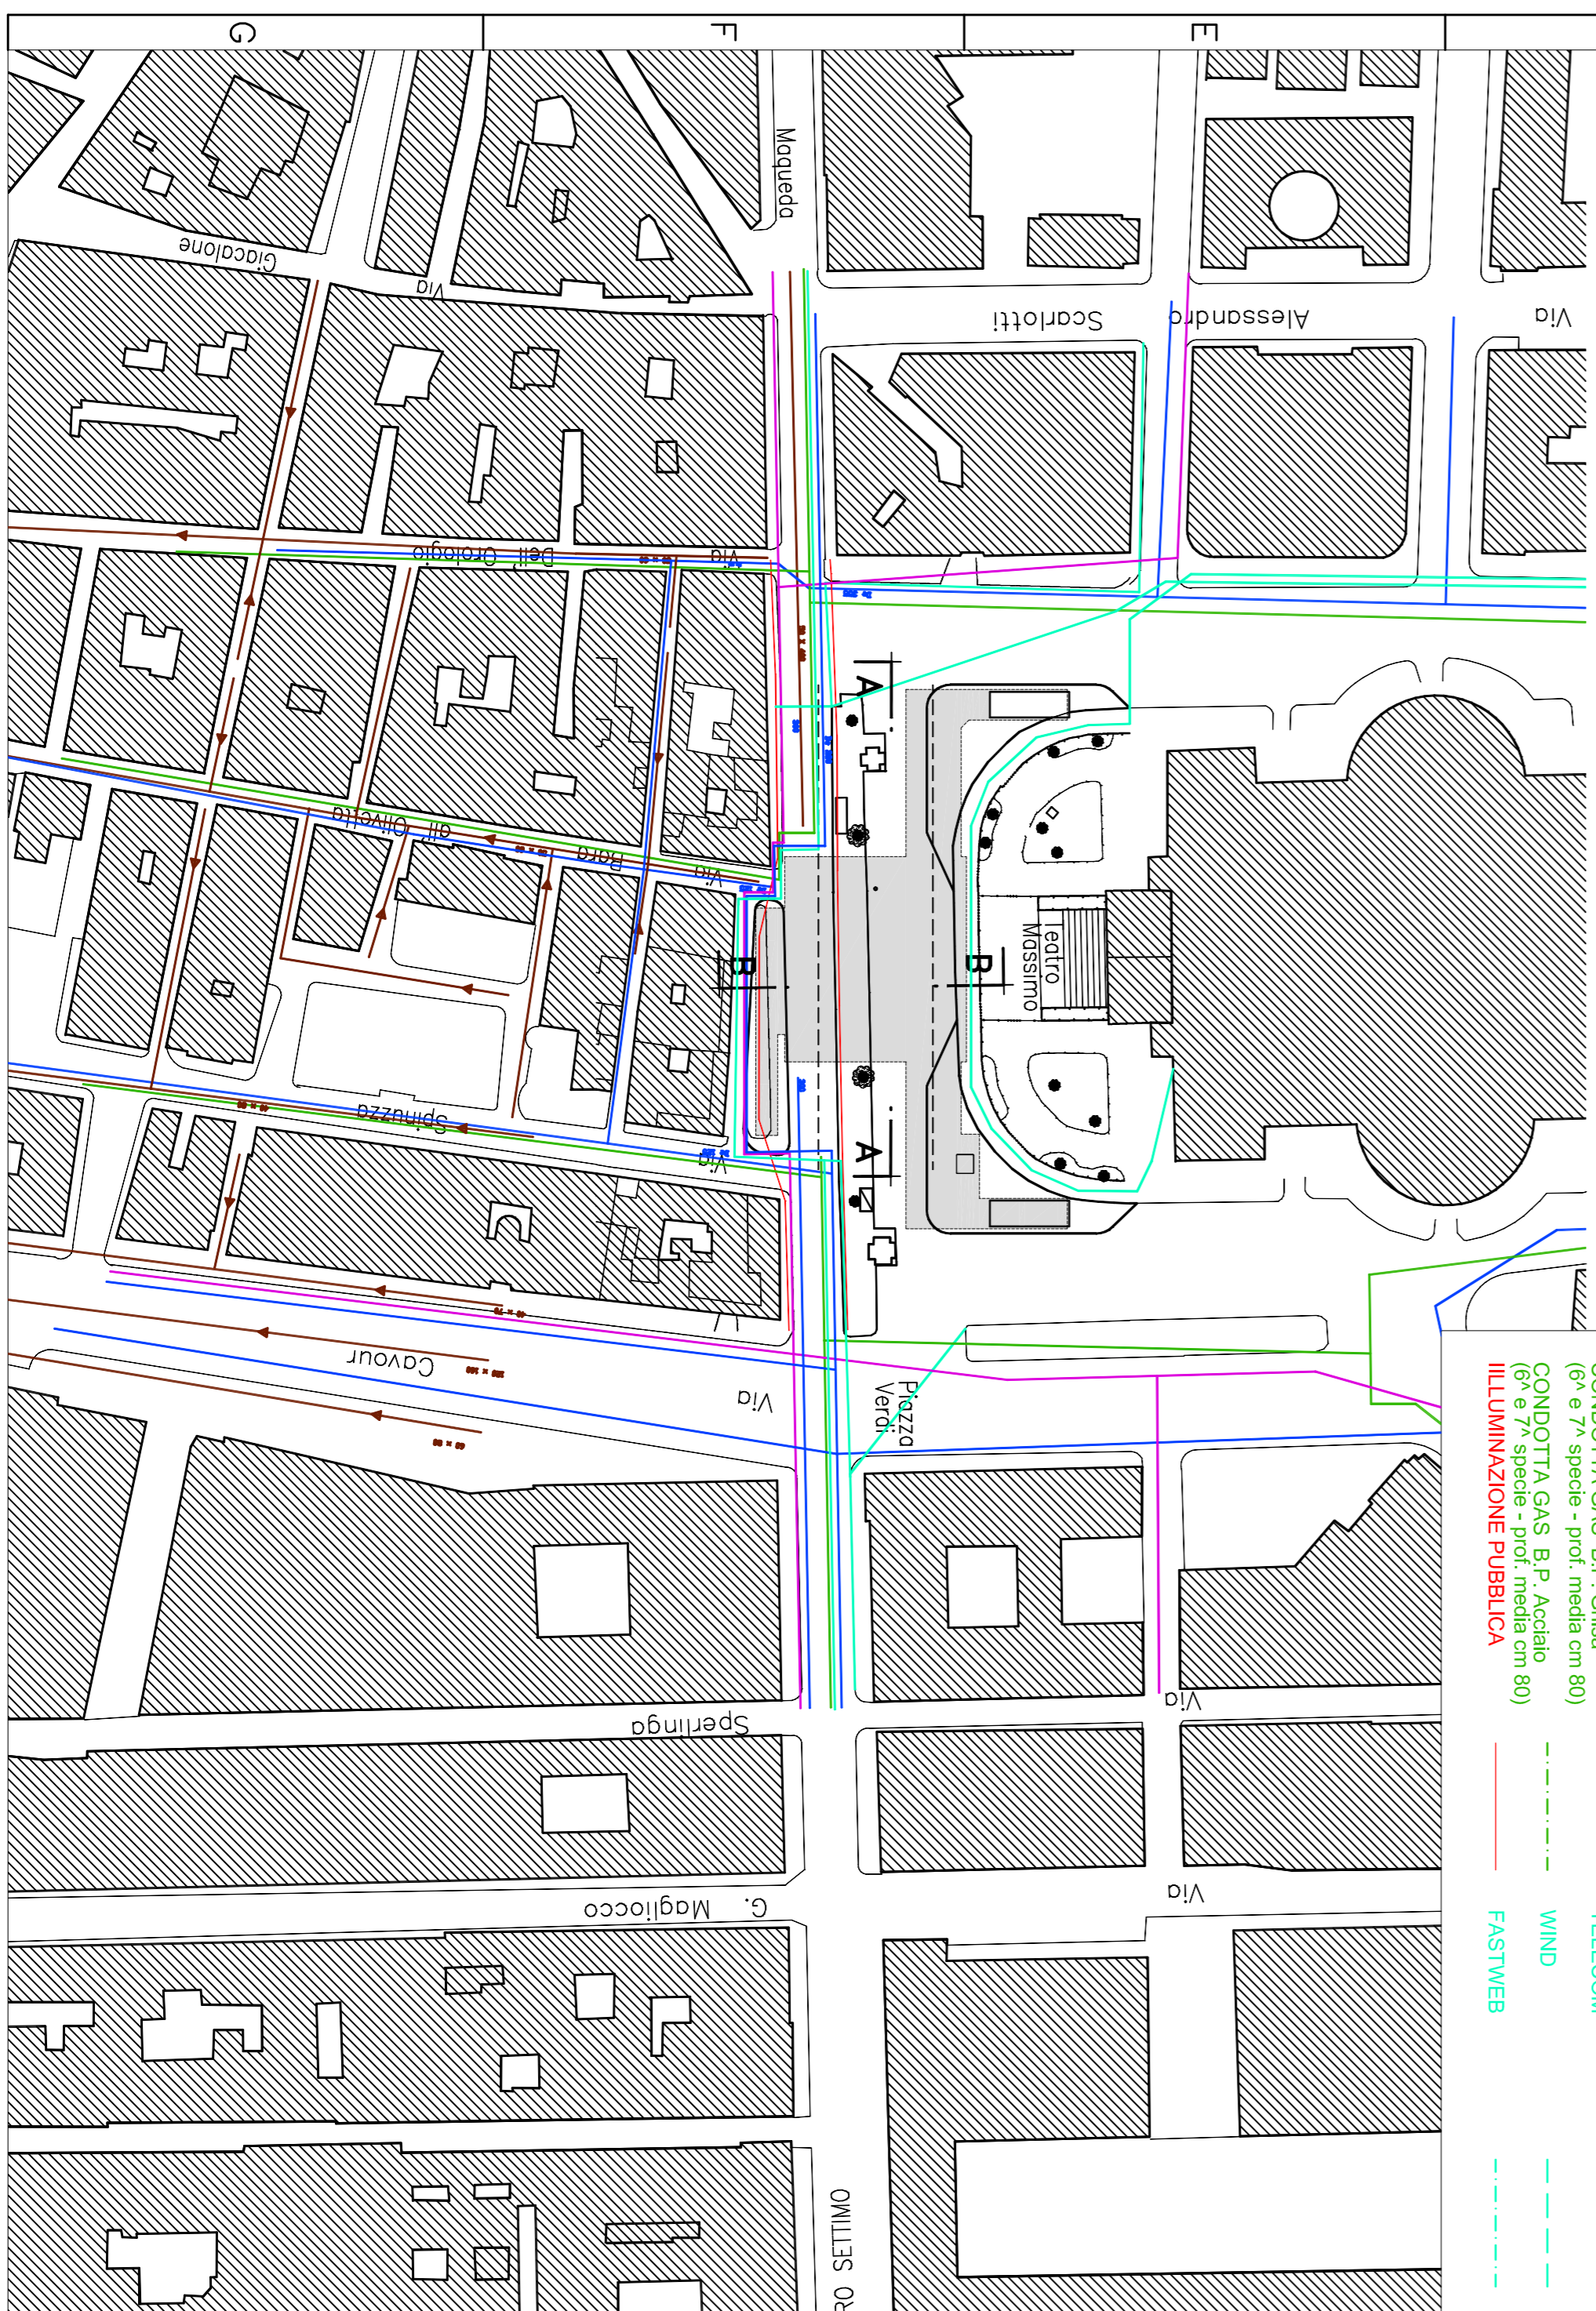 G
F
E
Maqueda
Giacalone
Via
Scarlotti
Alessandro
Via
Via
Dell' Orologio
A
Via
Bara
all' Olivella
B
B
Teatro
Massimo
A
Via
Spinuzza
Via
Cavour
Piazza
Verdi
Via
Sperlinga
Via
G. Magliocco
RO SETTIMO
(6^ e 7^ specie - prof. media cm 80)
CONDOTTA GAS B.P. Acciaio
(6^ e 7^ specie - prof. media cm 80)
IILLUMINAZIONE PUBBLICA
WIND
FASTWEB